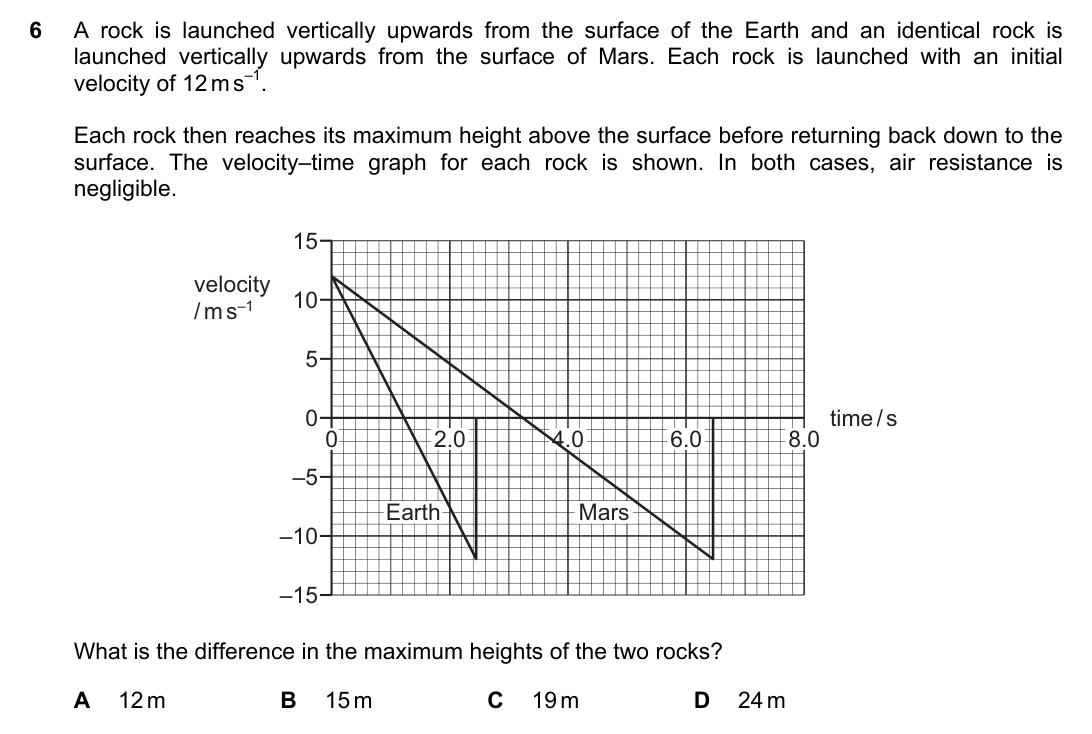 6 A rock is launched vertically upwards from the surface of the Earth and an identical rock is
launched vertically upwards from the surface of Mars. Each rock is launched with an initial
velocity of 12 m s⁻¹.
Each rock then reaches its maximum height above the surface before returning back down to the
surface. The velocity–time graph for each rock is shown. In both cases, air resistance is
negligible.
15
velocity
/ m s⁻¹
10
5
0
time / s
0 2.0 4.0 6.0 8.0
–5
Earth Mars
–10
–15
What is the difference in the maximum heights of the two rocks?
A 12 m B 15 m C 19 m D 24 m